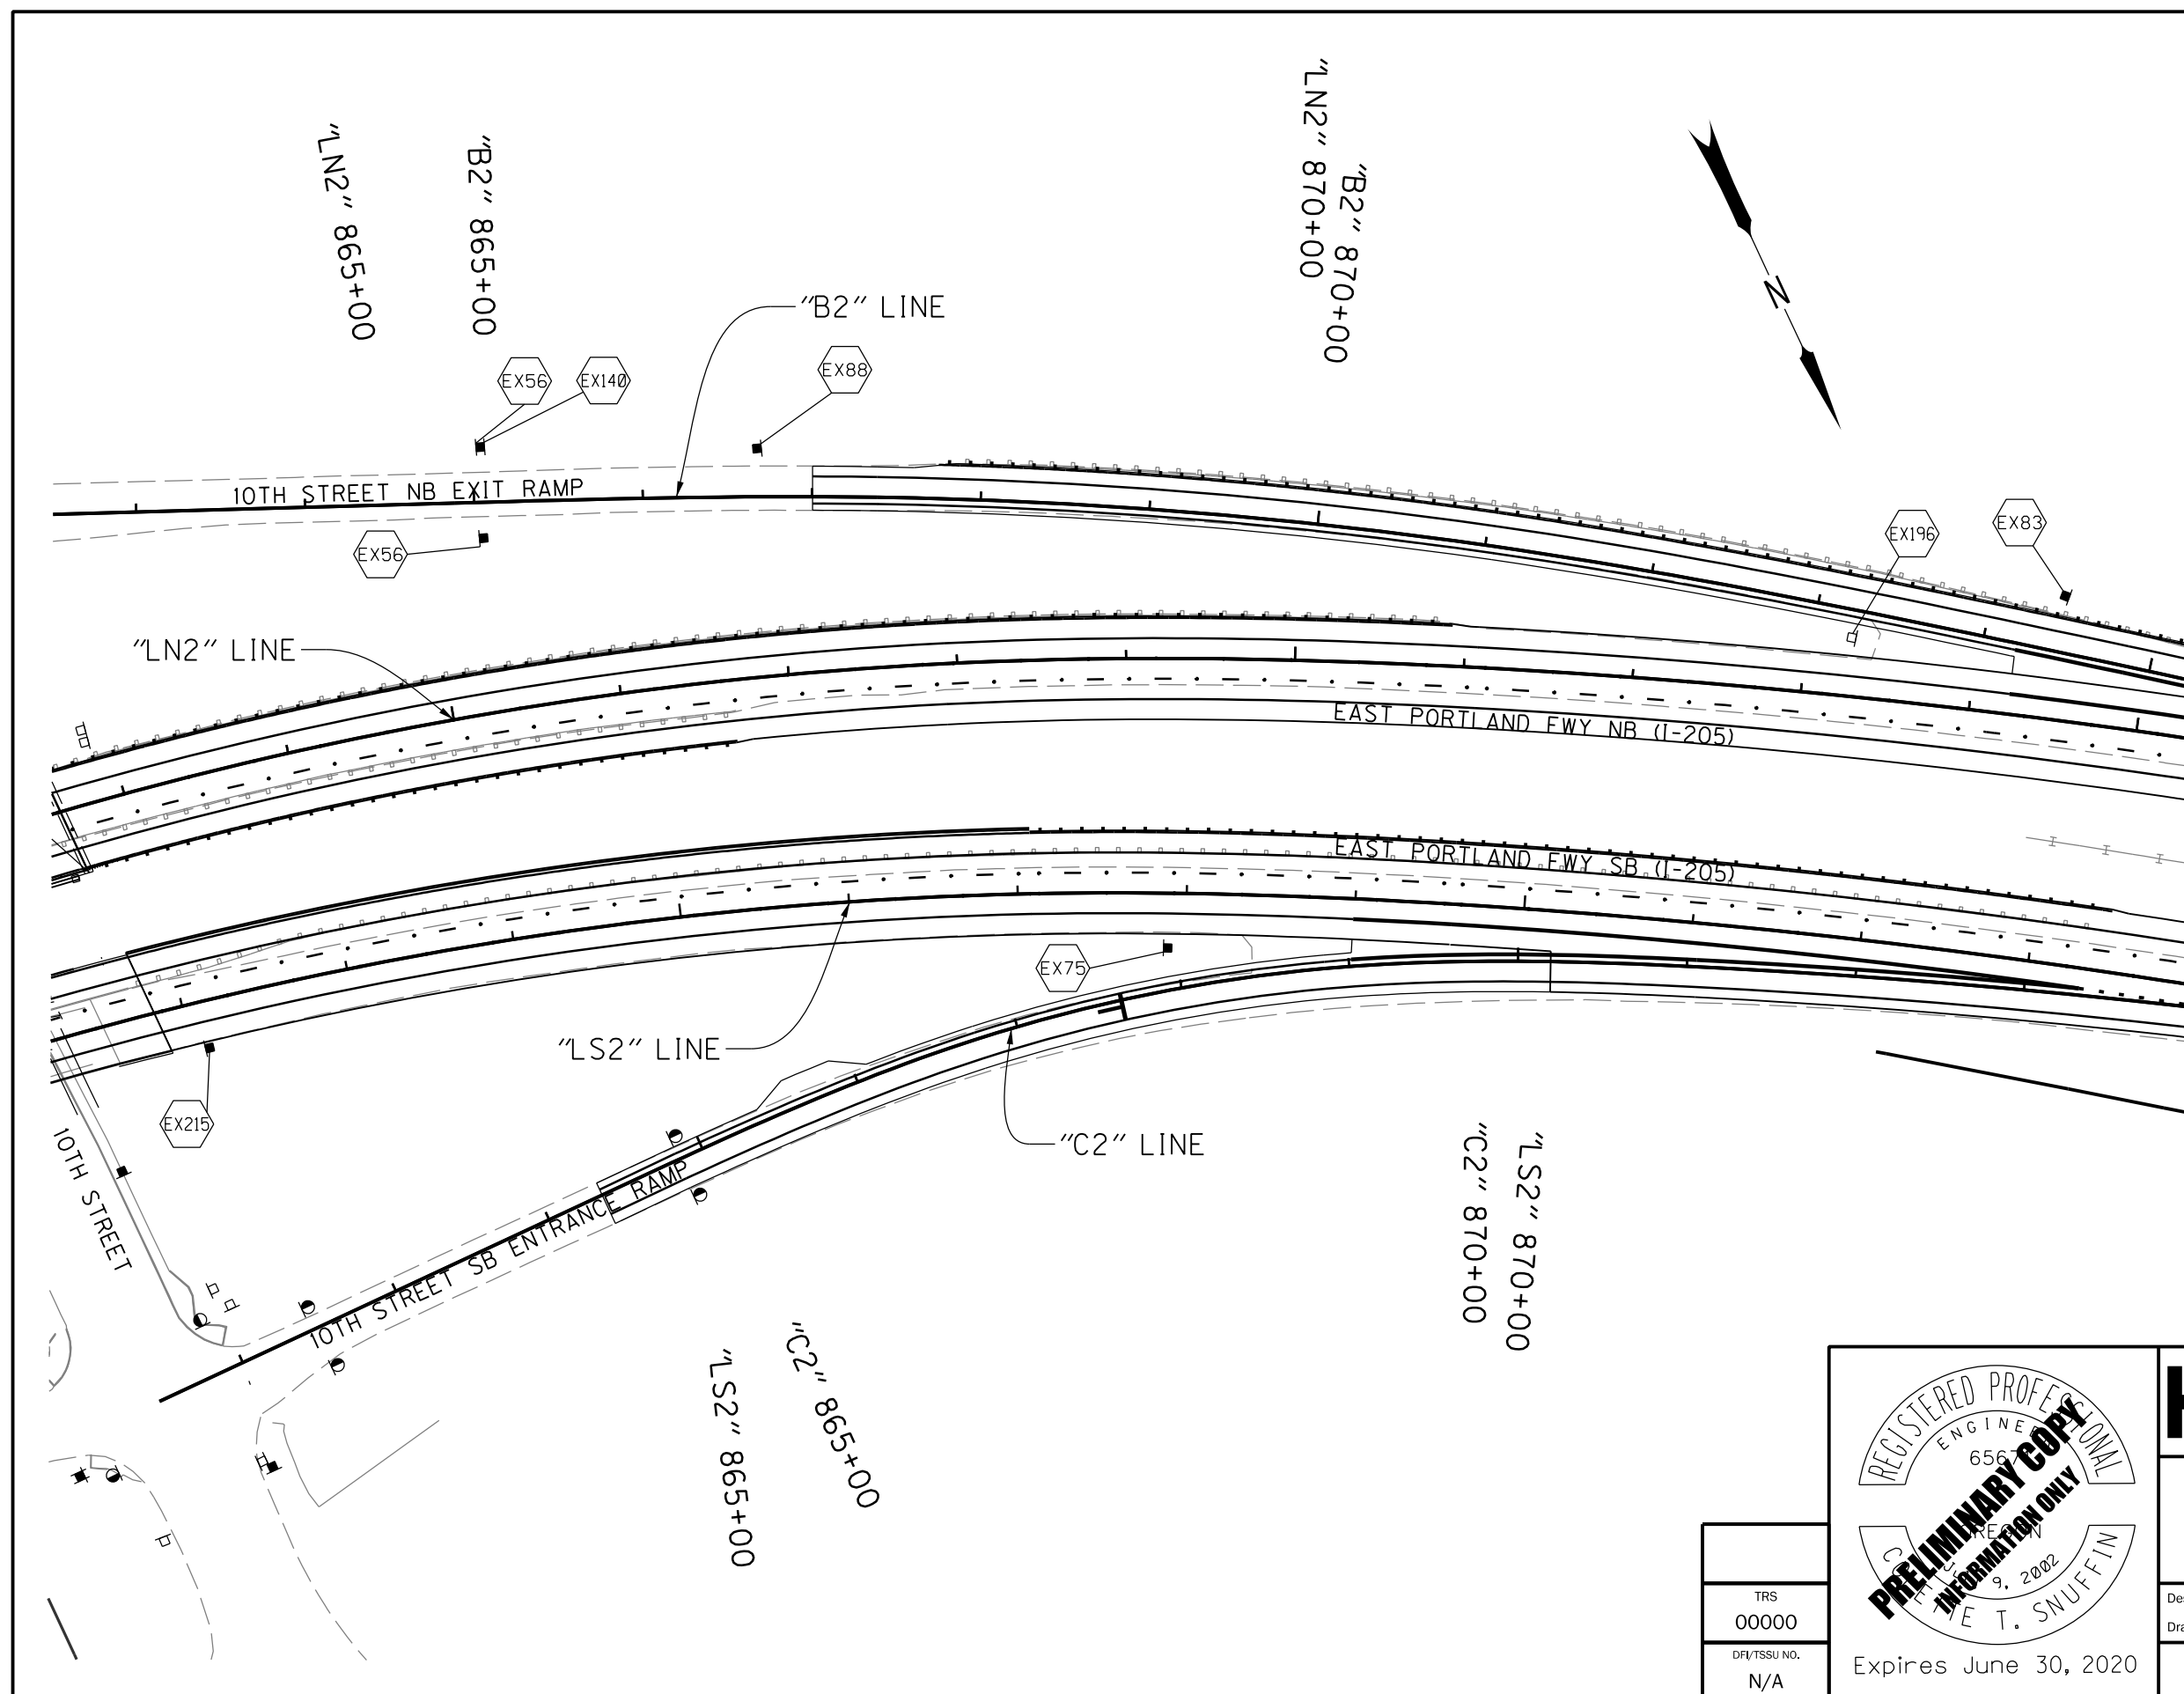 "LN2" 865+00
"B2" 865+00
"LN2" 870+00
"B2" 870+00
N
"B2" LINE
EX56
EX140
EX88
10TH STREET NB EXIT RAMP
EX56
EX196
EX83
"LN2" LINE
EAST PORTLAND FWY NB (I-205)
EAST PORTLAND FWY SB (I-205)
EX75
"LS2" LINE
EX215
"C2" LINE
10TH STREET
10TH STREET SB ENTRANCE RAMP
"C2" 870+00
"LS2" 870+00
"LS2" 865+00
"C2" 865+00
REGISTERED PROFESSIONAL
ENGINEER
OREGON
9, 2002
T. SNUFFIN
PRELIMINARY COPY
INFORMATION ONLY
Expires June 30, 2020
TRS
00000
DFI/TSSU NO.
N/A